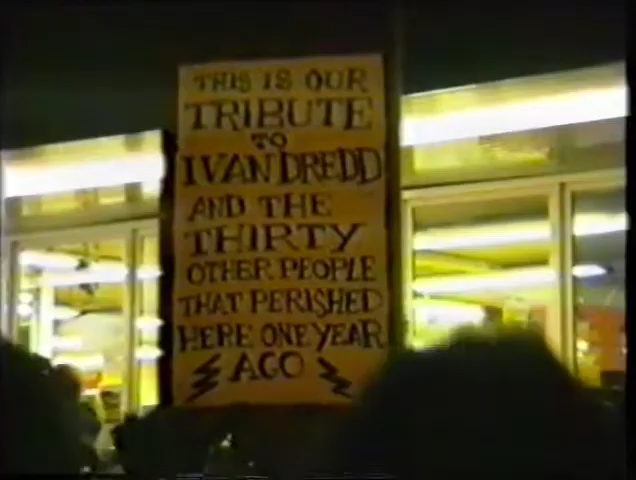 THIS IS OUR
TRIBUTE
TO
IVAN DREDD
AND THE
THIRTY
OTHER PEOPLE
THAT PERISHED
HERE ONE YEAR
AGO